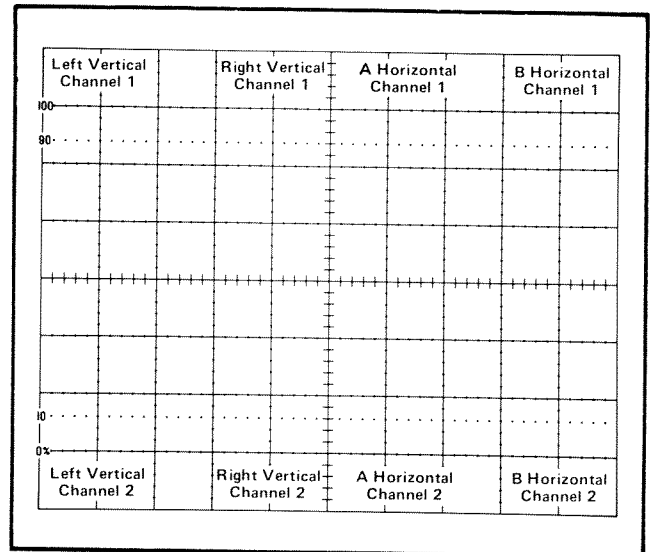 Left Vertical
Channel 1
Right Vertical
Channel 1
A Horizontal
Channel 1
B Horizontal
Channel 1
100
90
10
0%
Left Vertical
Channel 2
Right Vertical
Channel 2
A Horizontal
Channel 2
B Horizontal
Channel 2